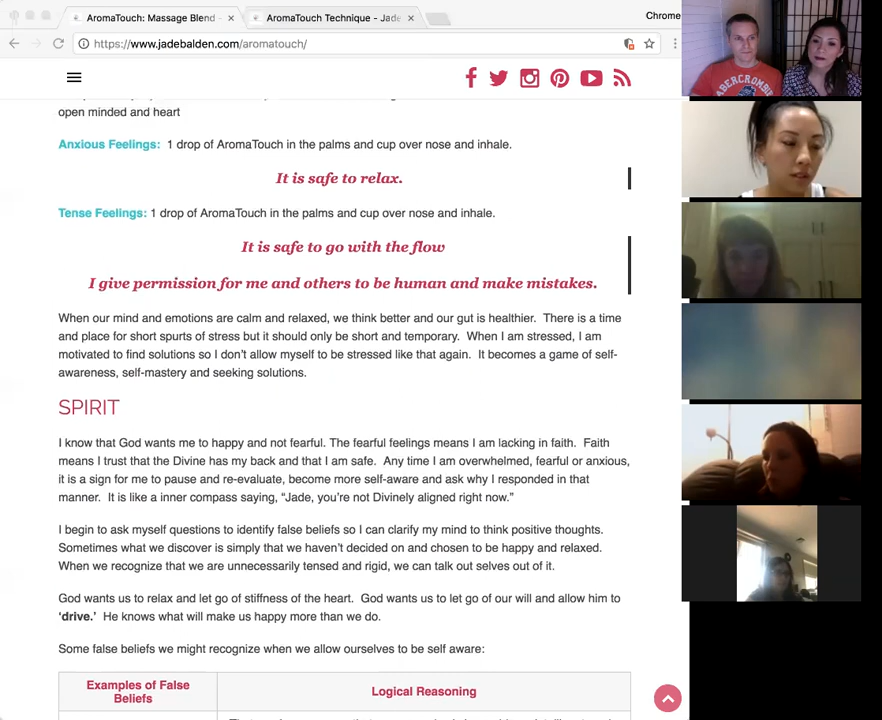 AromaTouch: Massage Blend -
AromaTouch Technique - Jade
Chrome
https://www.jadebalden.com/aromatouch/
open minded and heart
Anxious Feelings: 1 drop of AromaTouch in the palms and cup over nose and inhale.
It is safe to relax.
Tense Feelings: 1 drop of AromaTouch in the palms and cup over nose and inhale.
It is safe to go with the flow
I give permission for me and others to be human and make mistakes.
When our mind and emotions are calm and relaxed, we think better and our gut is healthier. There is a time
and place for short spurts of stress but it should only be short and temporary. When I am stressed, I am
motivated to find solutions so I don't allow myself to be stressed like that again. It becomes a game of self-
awareness, self-mastery and seeking solutions.
SPIRIT
I know that God wants me to happy and not fearful. The fearful feelings means I am lacking in faith. Faith
means I trust that the Divine has my back and that I am safe. Any time I am overwhelmed, fearful or anxious,
it is a sign for me to pause and re-evaluate, become more self-aware and ask why I responded in that
manner. It is like a inner compass saying, “Jade, you're not Divinely aligned right now.”
I begin to ask myself questions to identify false beliefs so I can clarify my mind to think positive thoughts.
Sometimes what we discover is simply that we haven't decided on and chosen to be happy and relaxed.
When we recognize that we are unnecessarily tensed and rigid, we can talk out selves out of it.
God wants us to relax and let go of stiffness of the heart. God wants us to let go of our will and allow him to
‘drive.’ He knows what will make us happy more than we do.
Some false beliefs we might recognize when we allow ourselves to be self aware:
Examples of False
Beliefs
Logical Reasoning
ABERCROMBIE